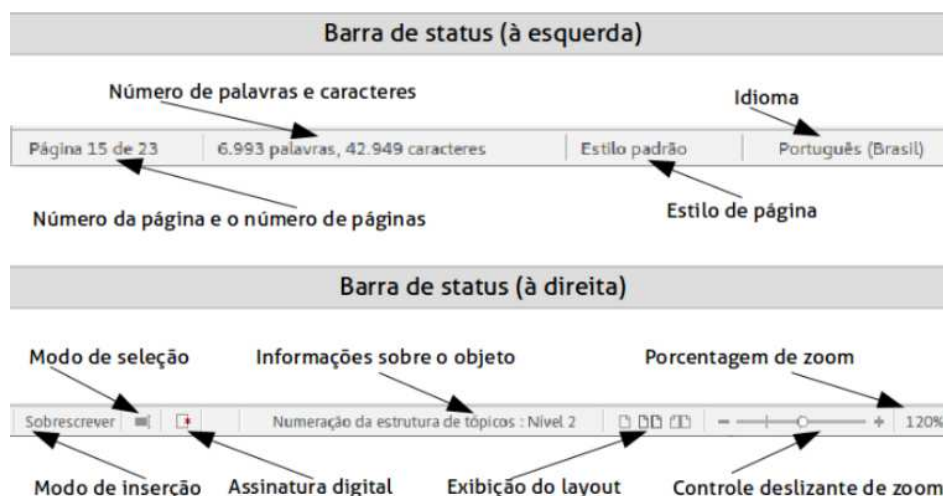 Barra de status (à esquerda)
Número de palavras e caracteres
Idioma
Página 15 de 23 6.993 palavras, 42.949 caracteres Estilo padrão Português (Brasil)
Número da página e o número de páginas
Estilo de página
Barra de status (à direita)
Modo de seleção Informações sobre o objeto Porcentagem de zoom
Sobrescrever Numeração da estrutura de tópicos : Nível 2 120%
Modo de inserção Assinatura digital Exibição do layout Controle deslizante de zoom